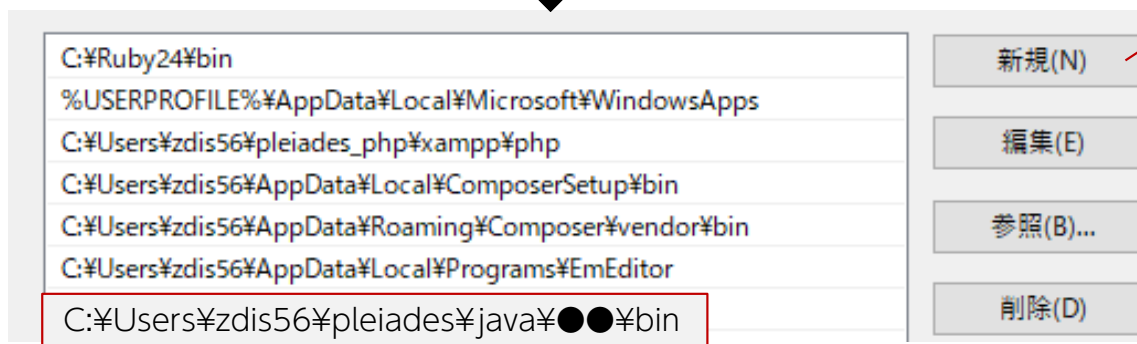 C:¥Ruby24¥bin
%USERPROFILE%¥AppData¥Local¥Microsoft¥WindowsApps
C:¥Users¥zdis56¥pleiades_php¥xampp¥php
C:¥Users¥zdis56¥AppData¥Local¥ComposerSetup¥bin
C:¥Users¥zdis56¥AppData¥Roaming¥Composer¥vendor¥bin
C:¥Users¥zdis56¥AppData¥Local¥Programs¥EmEditor
C:¥Users¥zdis56¥pleiades¥java¥●●¥bin
新規(N)
編集(E)
参照(B)...
削除(D)